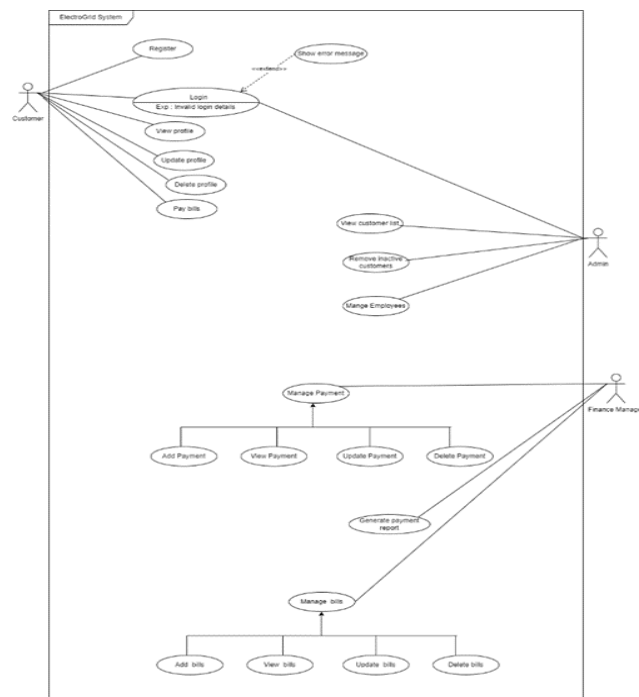 ElectroGrid System
Register
Show error message
<<extend>>
Login
Exp : Invalid login details
Customer
View profile
Update profile
Delete profile
Pay bills
View customer list
Admin
Remove inactive
customers
Mange Employees
Manage Payment
Finance Manage
Add Payment
View Payment
Update Payment
Delete Payment
Generate payment
report
Manage bills
Add bills
View bills
Update bills
Delete bills